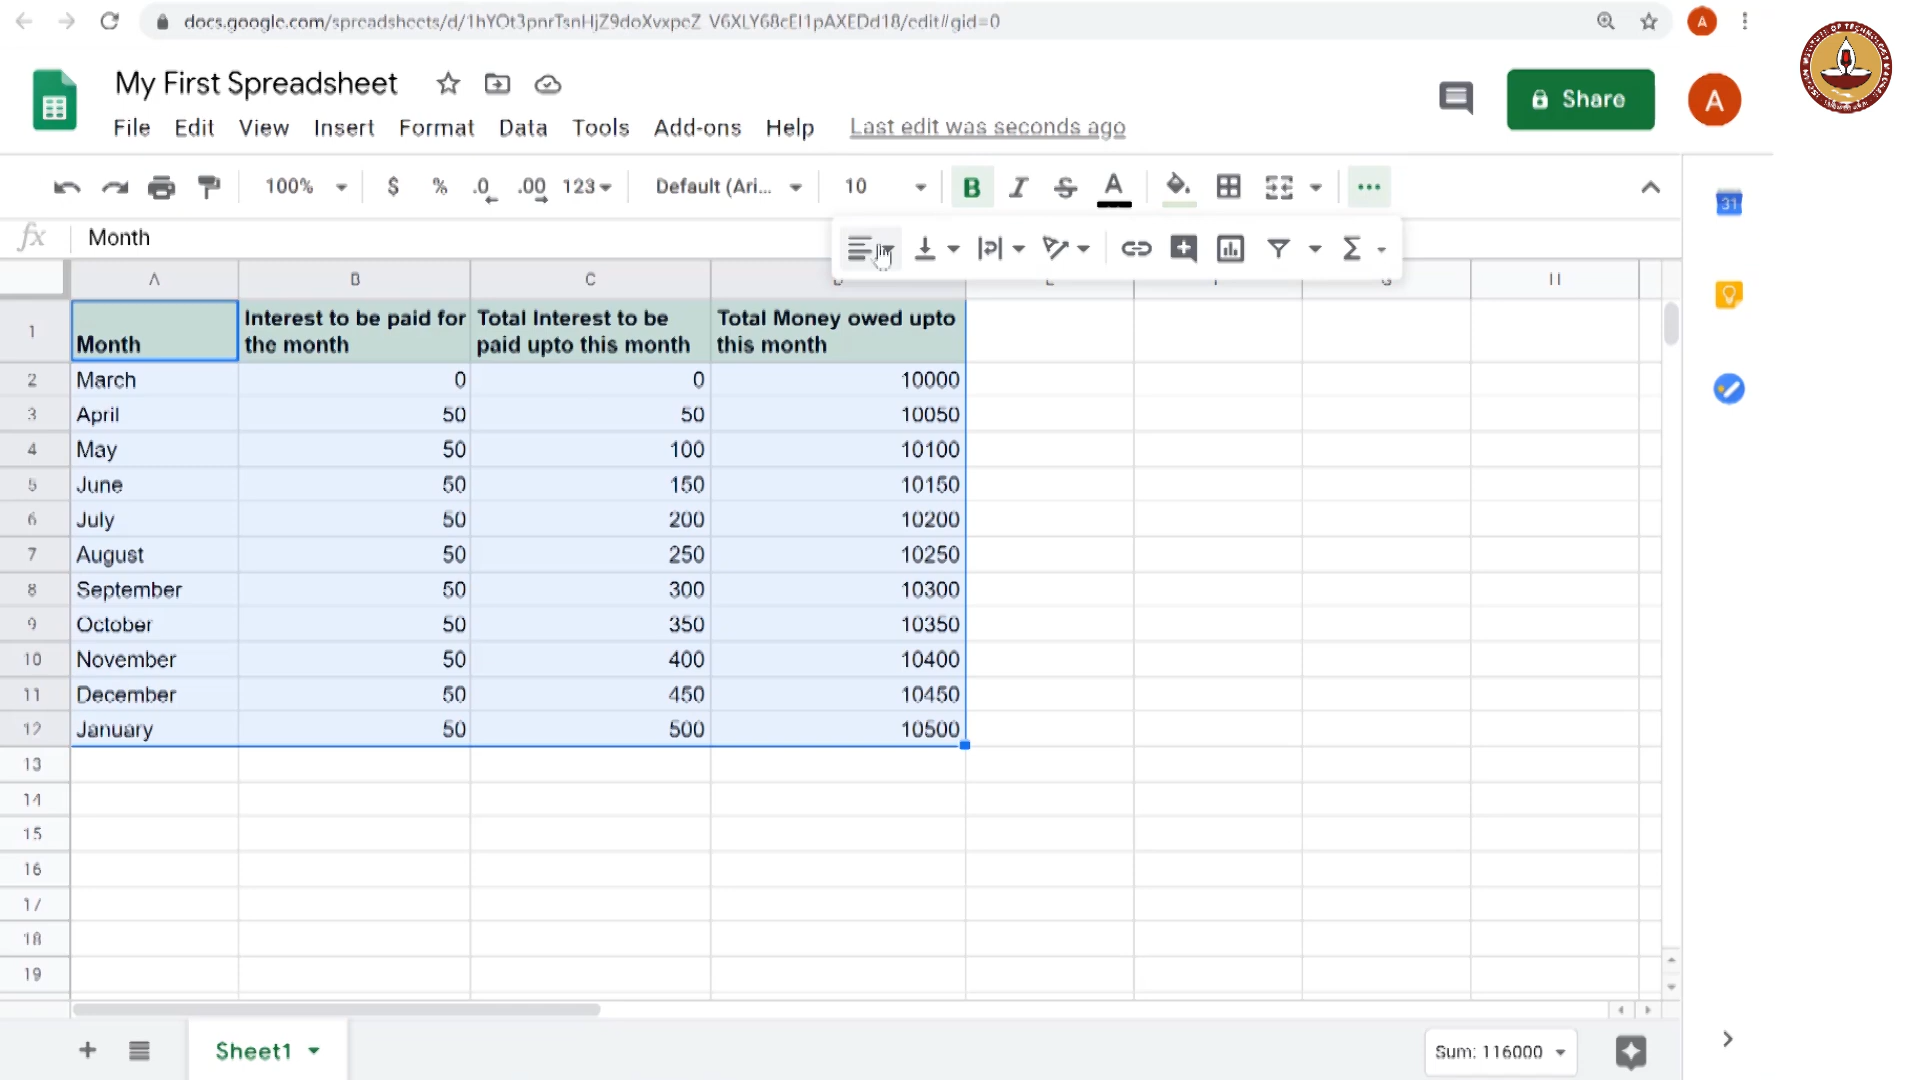 docs.google.com/spreadsheets/d/1hYOt3pnrTsnHjZ9doXvxpcZ_V6XLY68cEI1pAXEDd18/edit#gid=0
A
My First Spreadsheet
Share
A
File Edit View Insert Format Data Tools Add-ons Help Last edit was seconds ago
100% $ % .0 .00 123 Default (Ari... 10 B I S A
31
fx Month
A B C D E F G H
1 Month Interest to be paid for the month Total Interest to be paid upto this month Total Money owed upto this month
2 March 0 0 10000
3 April 50 50 10050
4 May 50 100 10100
5 June 50 150 10150
6 July 50 200 10200
7 August 50 250 10250
8 September 50 300 10300
9 October 50 350 10350
10 November 50 400 10400
11 December 50 450 10450
12 January 50 500 10500
13
14
15
16
17
18
19
Sheet1
Sum: 116000